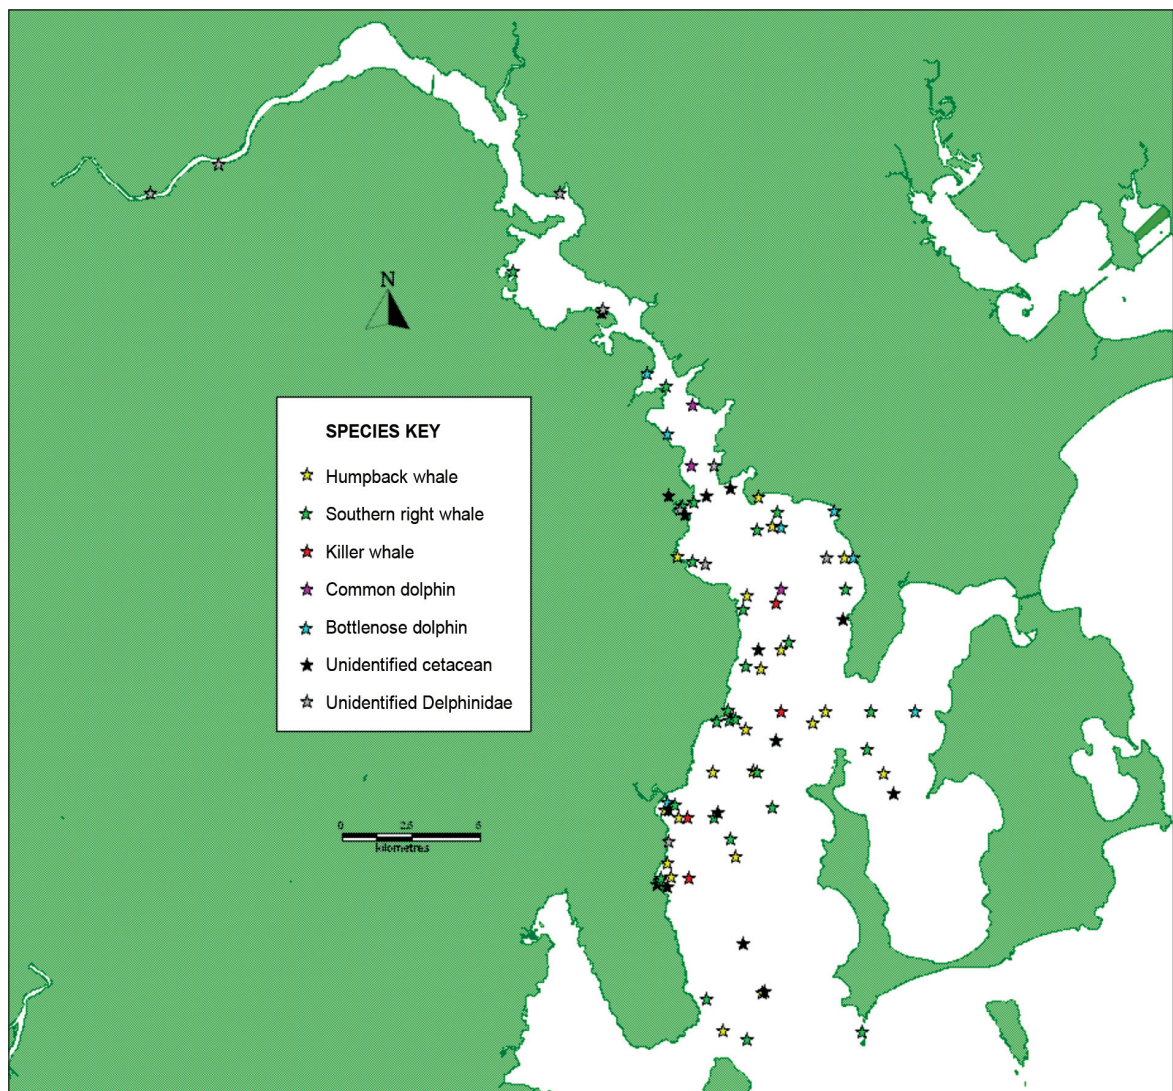 N
SPECIES KEY
Humpback whale
Southern right whale
Killer whale
Common dolphin
Bottlenose dolphin
Unidentified cetacean
Unidentified Delphinidae
0 2.5 5
kilometres